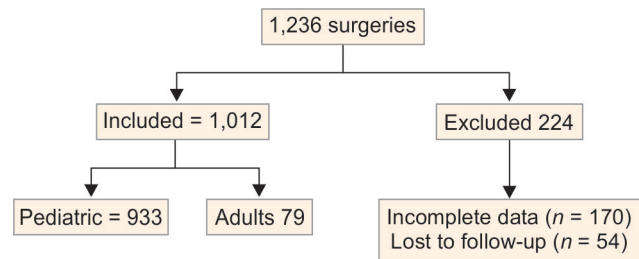 1,236 surgeries
Included = 1,012
Excluded 224
Pediatric = 933
Adults 79
Incomplete data (n = 170)
Lost to follow-up (n = 54)